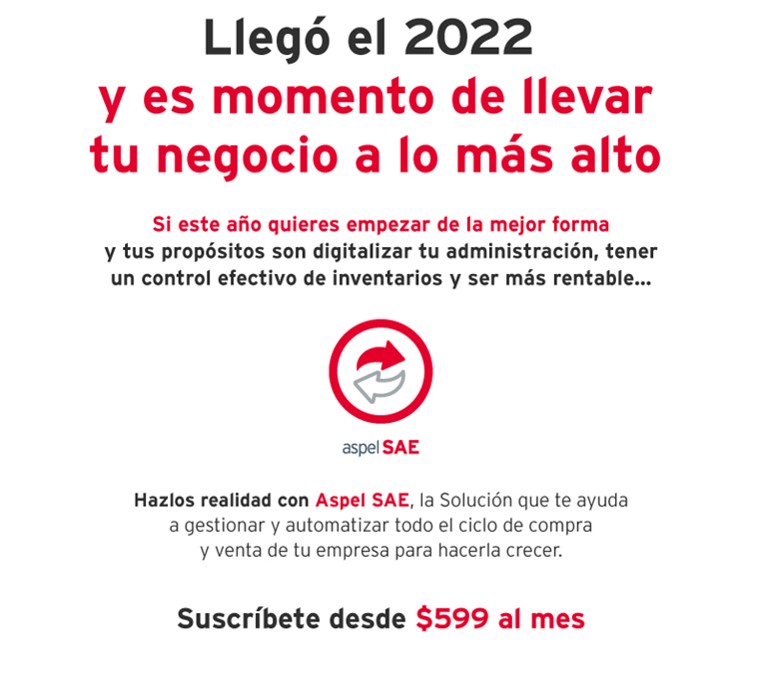 Llegó el 2022
y es momento de llevar
tu negocio a lo más alto
Si este año quieres empezar de la mejor forma
y tus propósitos son digitalizar tu administración, tener
un control efectivo de inventarios y ser más rentable...
aspel SAE
Hazlos realidad con Aspel SAE, la Solución que te ayuda
a gestionar y automatizar todo el ciclo de compra
y venta de tu empresa para hacerla crecer.
Suscríbete desde $599 al mes